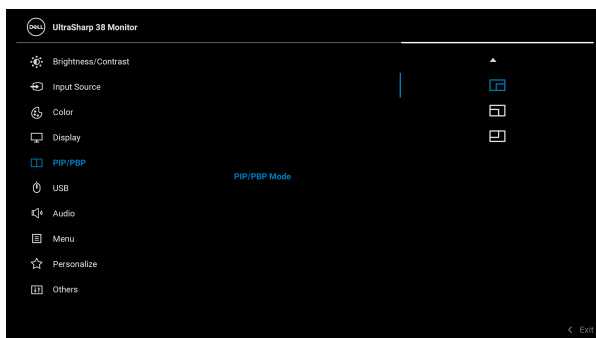 DELL UltraSharp 38 Monitor
Brightness/Contrast
Input Source
Color
Display
PIP/PBP
PIP/PBP Mode
USB
Audio
Menu
Personalize
Others
Exit